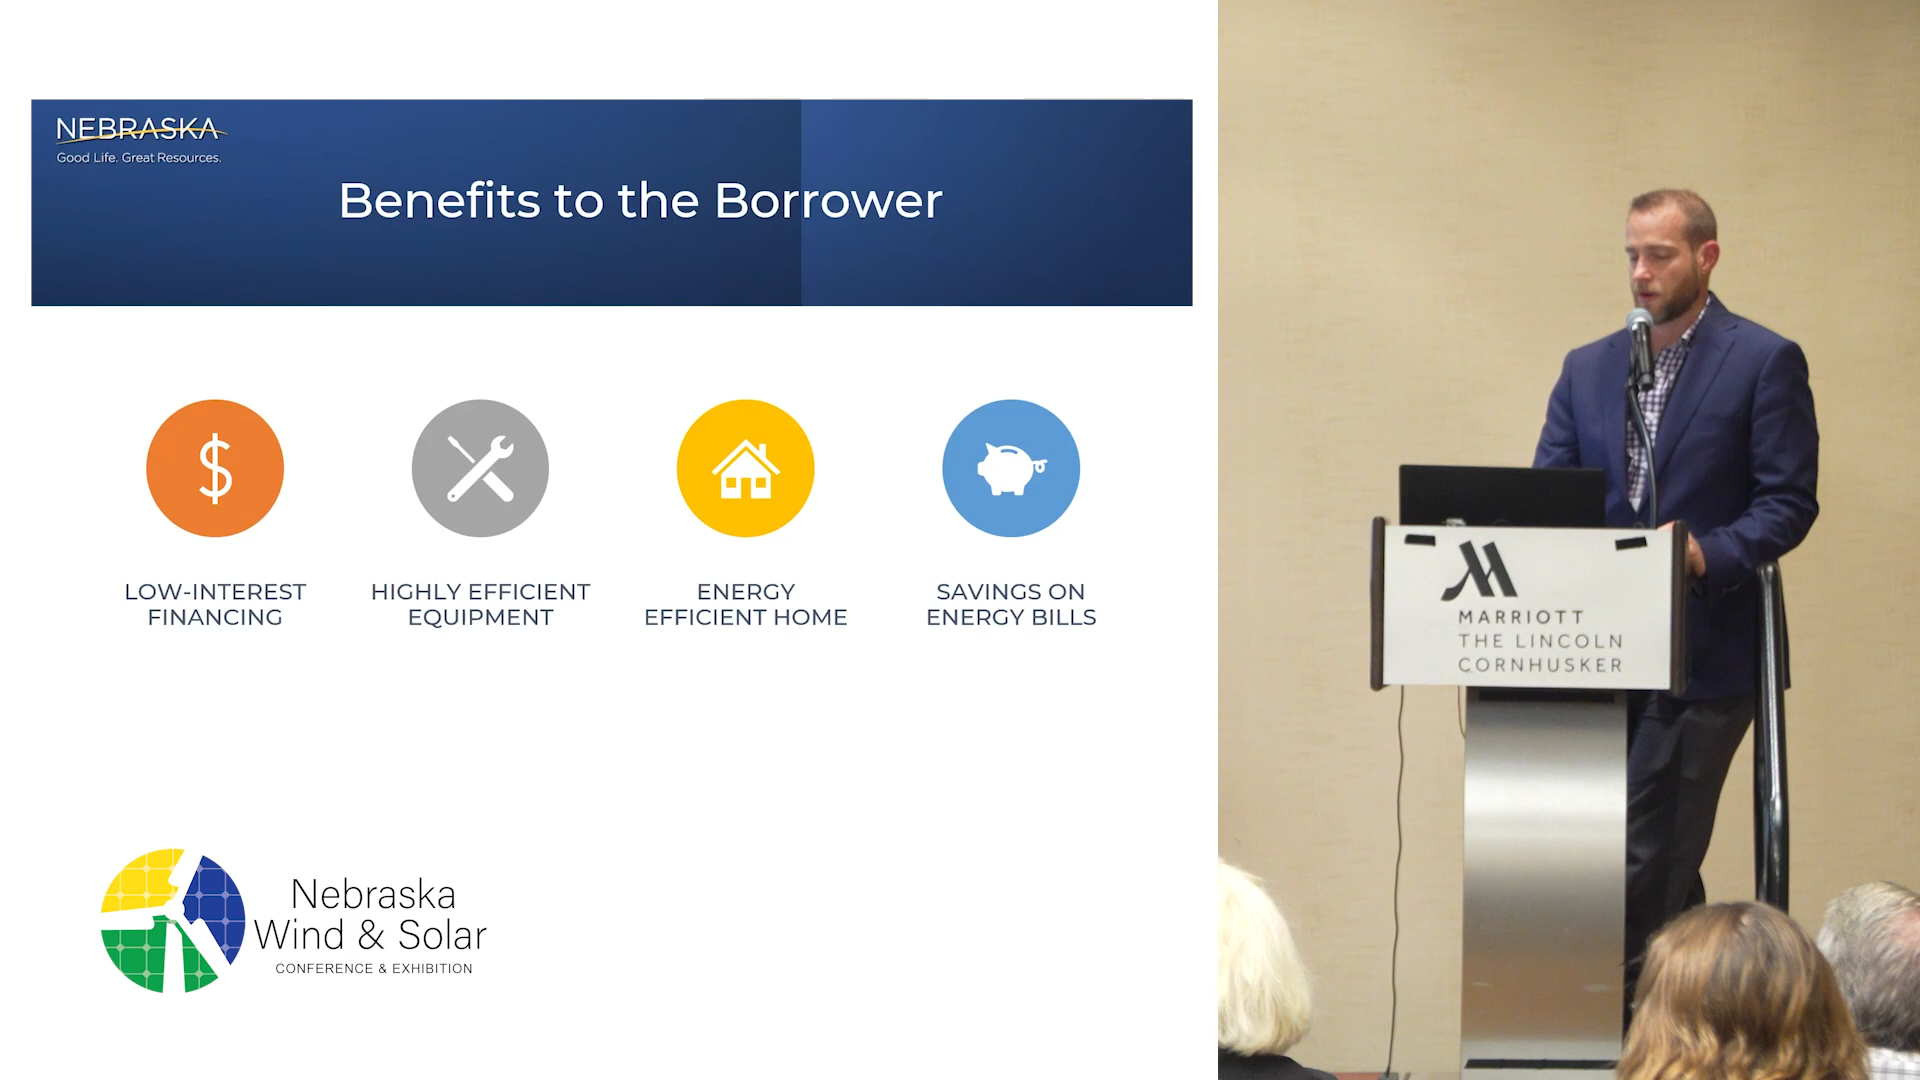 NEBRASKA
Good Life. Great Resources.
Benefits to the Borrower
$
LOW-INTEREST
FINANCING
HIGHLY EFFICIENT
EQUIPMENT
ENERGY
EFFICIENT HOME
SAVINGS ON
ENERGY BILLS
Nebraska
Wind & Solar
CONFERENCE & EXHIBITION
MARRIOTT
THE LINCOLN
CORNHUSKER